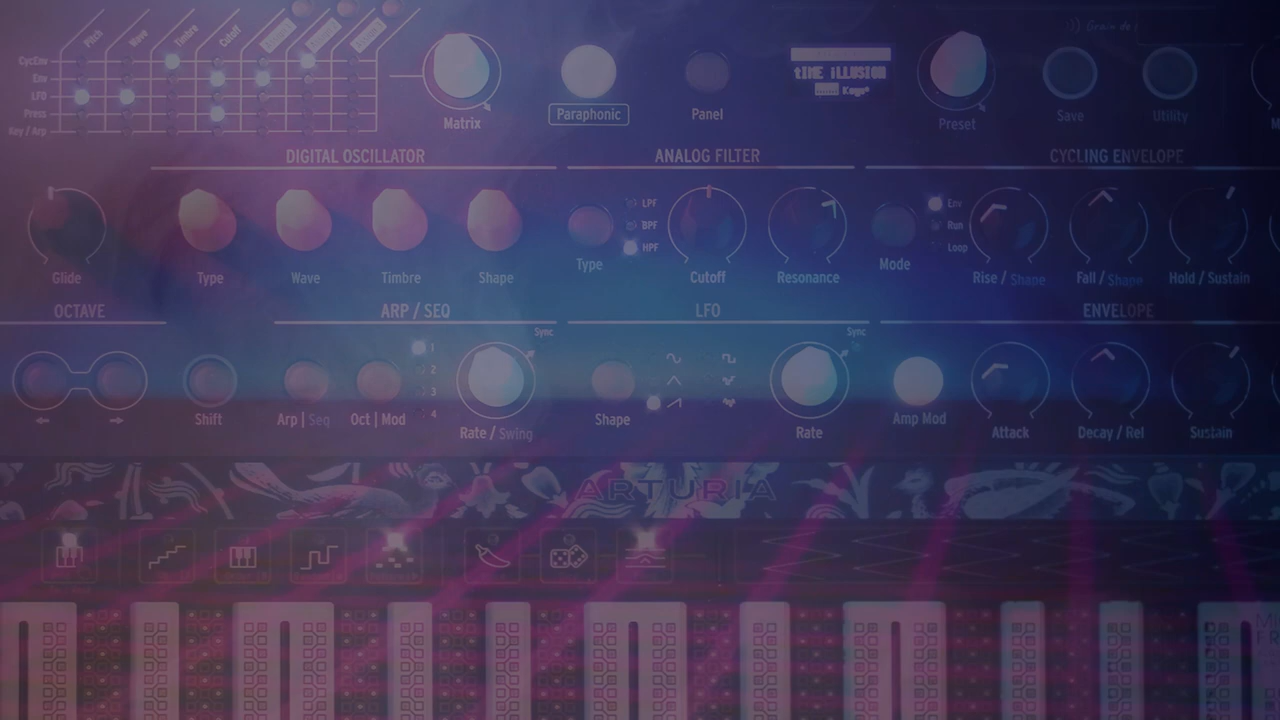 Pitch Wave Timbre Cutoff
CycEnv
Env
LFO
Press
Key / Arp
Matrix
Paraphonic
Panel
tIME iLLUSION
Keys
Preset
Save
Utility
Grain de
DIGITAL OSCILLATOR
ANALOG FILTER
CYCLING ENVELOPE
Glide
Type
Wave
Timbre
Shape
Type
LPF
BPF
HPF
Cutoff
Resonance
Mode
Env
Run
Loop
Rise / Shape
Fall / Shape
Hold / Sustain
OCTAVE
ARP / SEQ
LFO
ENVELOPE
Shift
Arp | Seq
Oct | Mod
1
2
3
4
Sync
Rate / Swing
Shape
Sync
Rate
Amp Mod
Attack
Decay / Rel
Sustain
ARTURIA